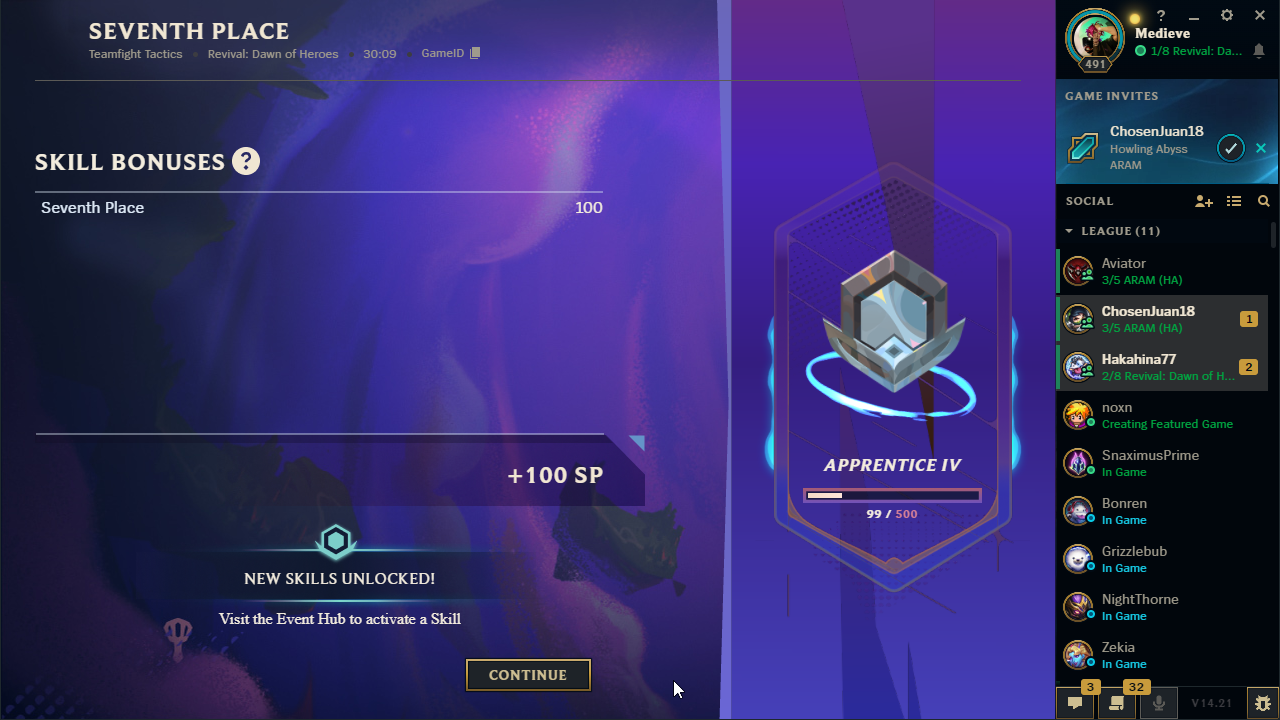 SEVENTH PLACE
Teamfight Tactics • Revival: Dawn of Heroes • 30:09 • GameID
SKILL BONUSES ?
Seventh Place 100
+100 SP
NEW SKILLS UNLOCKED!
Visit the Event Hub to activate a Skill
CONTINUE
APPRENTICE IV
99 / 500
?
Medieve
1/8 Revival: Da...
491
GAME INVITES
ChosenJuan18
Howling Abyss
ARAM
SOCIAL
LEAGUE (11)
Aviator
3/5 ARAM (HA)
ChosenJuan18
3/5 ARAM (HA)
1
Hakahina77
2/8 Revival: Dawn of H...
2
noxn
Creating Featured Game
SnaximusPrime
In Game
Bonren
In Game
Grizzlebub
In Game
NightThorne
In Game
Zekia
In Game
3
32
V14.21